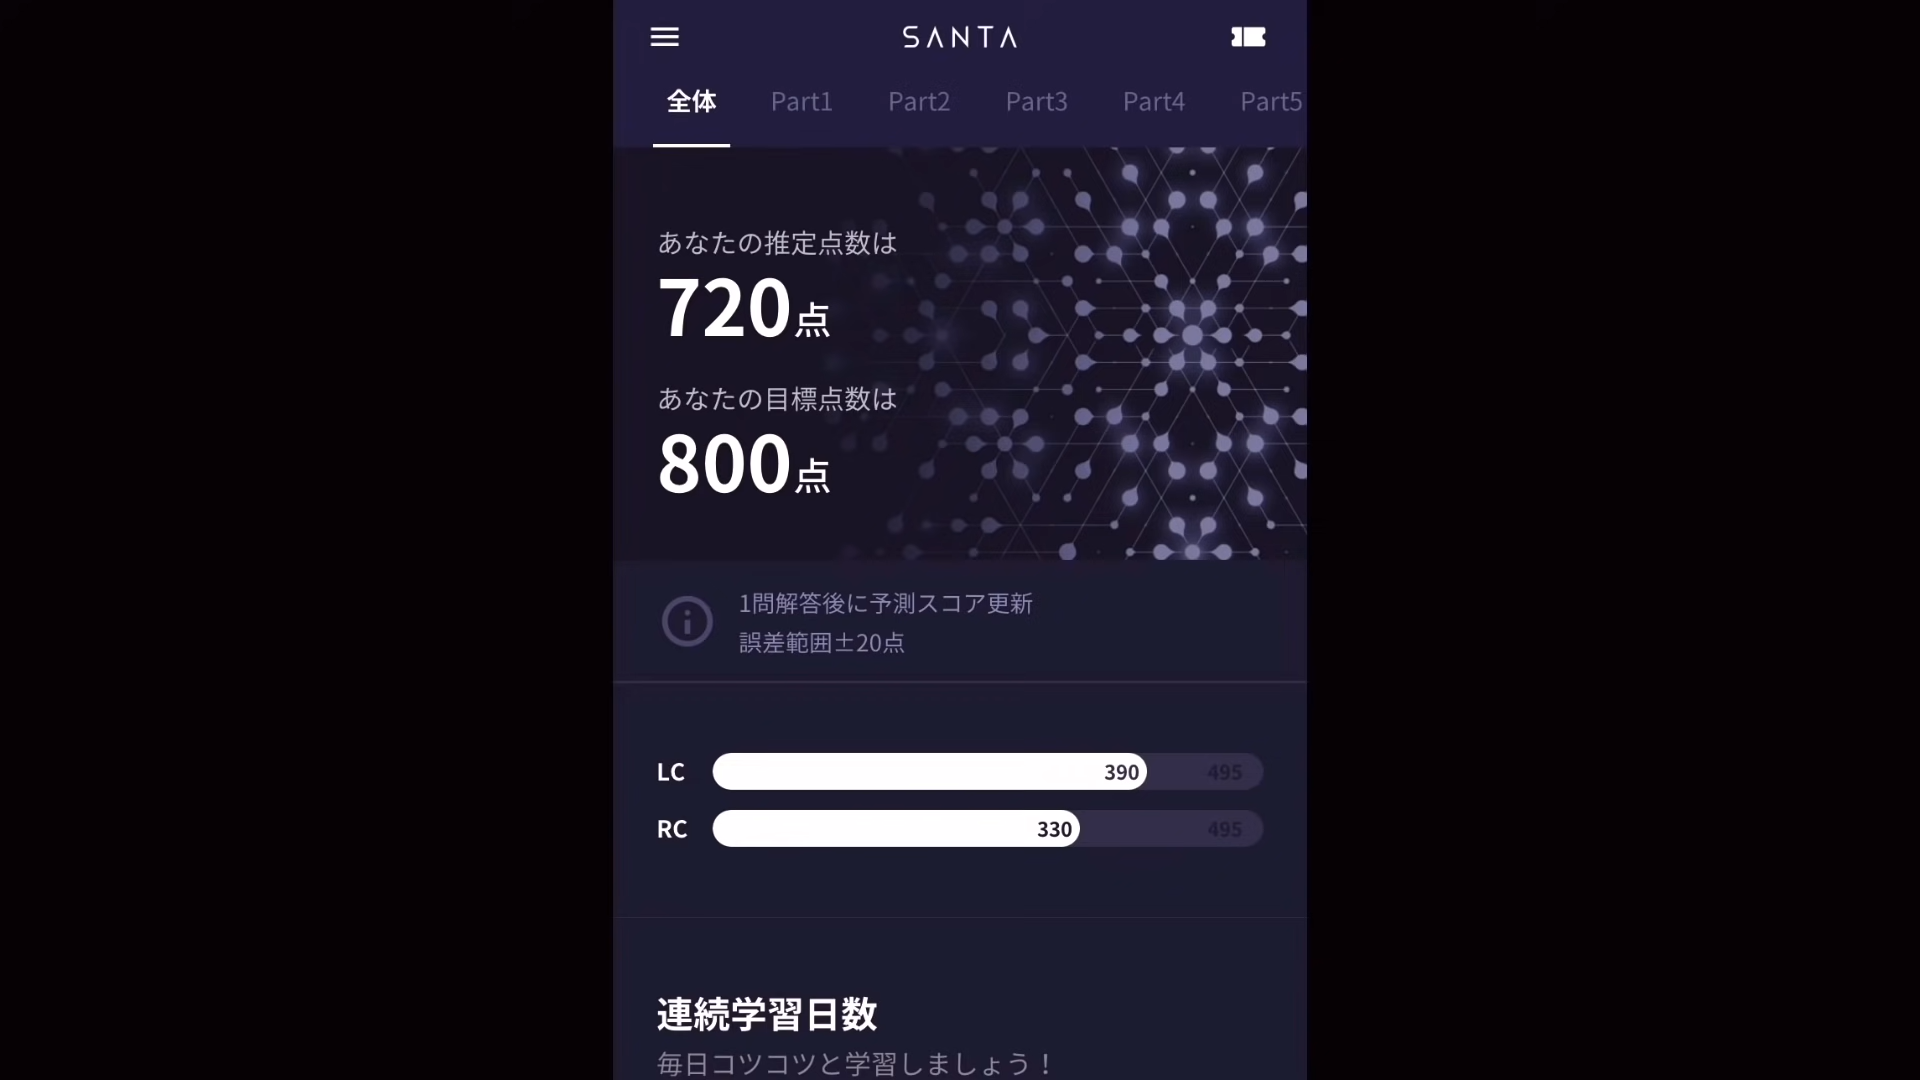 SANTA
全体 Part1 Part2 Part3 Part4 Part5
あなたの推定点数は
720点
あなたの目標点数は
800点
1問解答後に予測スコア更新
誤差範囲±20点
LC 390 495
RC 330 495
連続学習日数
毎日コツコツと学習しましょう！